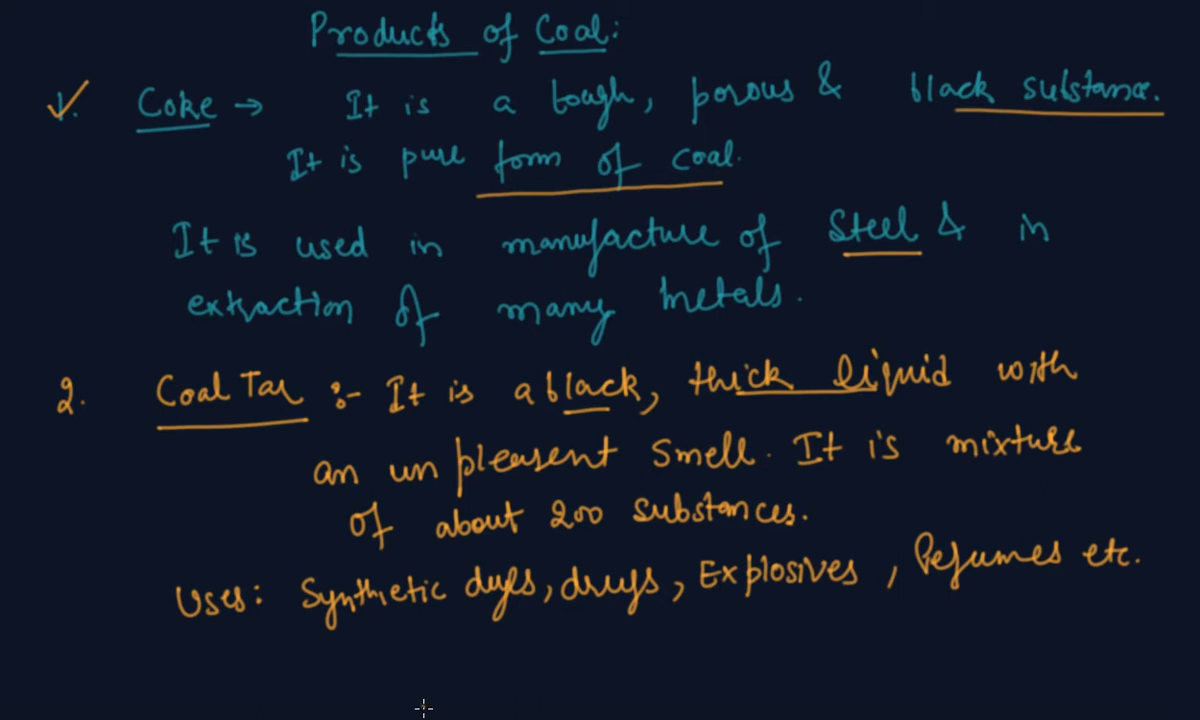 Products of Coal:
1. Coke → It is a tough, porous & black substance.
It is pure form of coal.
It is used in manufacture of Steel & in
extraction of many metals.
2. Coal Tar :- It is a black, thick liquid with
an unpleasent smell. It is mixture
of about 200 substances.
Uses: Synthetic dyes, drugs, Explosives, Pefumes etc.